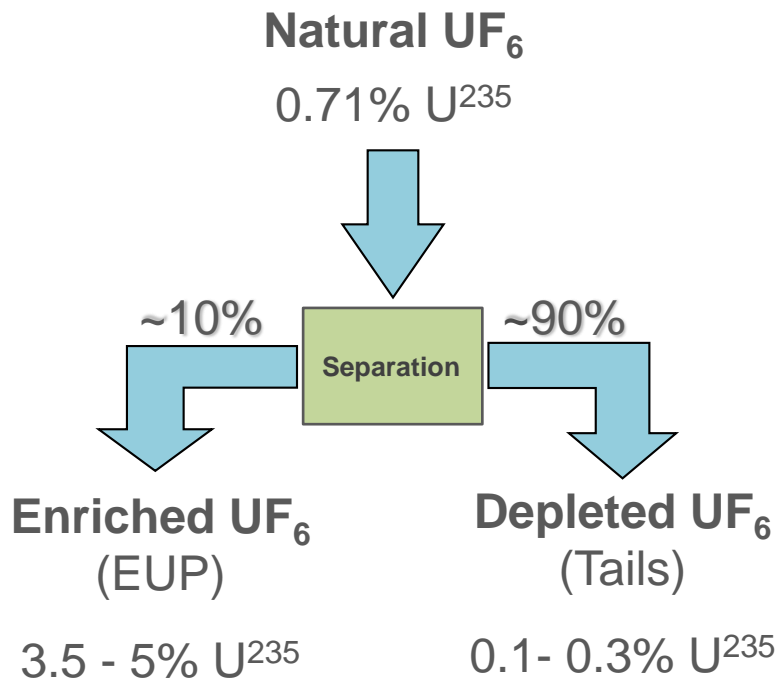 Natural UF₆
0.71% U²³⁵
~10%
~90%
Separation
Enriched UF₆
(EUP)
3.5 - 5% U²³⁵
Depleted UF₆
(Tails)
0.1- 0.3% U²³⁵